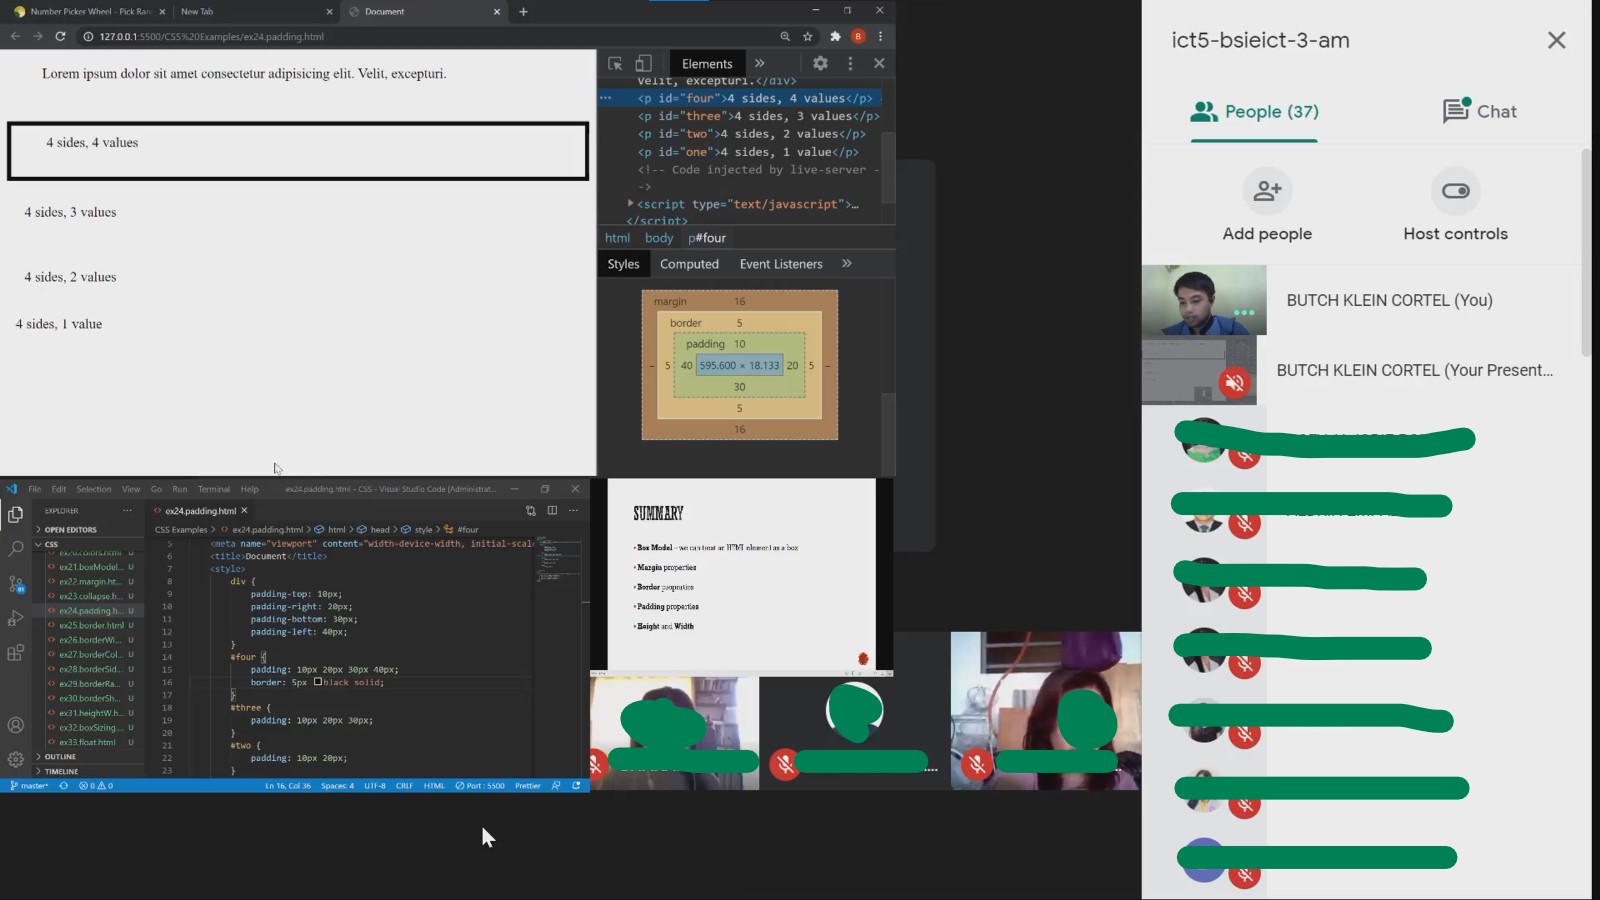 Number Picker Wheel - Pick Ran
New Tab
Document
127.0.0.1:5500/CSS%20Examples/ex24.padding.html
B
Lorem ipsum dolor sit amet consectetur adipisicing elit. Velit, excepturi.
4 sides, 4 values
4 sides, 3 values
4 sides, 2 values
4 sides, 1 value
Elements
Velit, excepturi.</div>
<p id="four">4 sides, 4 values</p>
<p id="three">4 sides, 3 values</p>
<p id="two">4 sides, 2 values</p>
<p id="one">4 sides, 1 value</p>
<!-- Code injected by live-server -
->
<script type="text/javascript">…
</script>
html body p#four
Styles Computed Event Listeners
margin 16
border 5
padding 10
– 5 40 595.600 × 18.133 20 5 –
30
5
16
File Edit Selection View Go Run Terminal Help ex24.padding.html - CSS - Visual Studio Code [Administrat...
EXPLORER
OPEN EDITORS
CSS
ex20.colors.html U
ex21.boxModel... U
ex22.margin.ht... U
ex23.collapse.h... U
ex24.padding.h... U
ex25.border.html U
ex26.borderWi... U
ex27.borderCol... U
ex28.borderSid... U
ex29.borderRa... U
ex30.borderSh... U
ex31.heightW.h... U
ex32.boxSizing... U
ex33.float.html U
OUTLINE
TIMELINE
ex24.padding.html
CSS Examples > ex24.padding.html > html > head > style > #four
5 <meta name="viewport" content="width=device-width, initial-scal
6 <title>Document</title>
7 <style>
8 div {
9 padding-top: 10px;
10 padding-right: 20px;
11 padding-bottom: 30px;
12 padding-left: 40px;
13 }
14 #four {
15 padding: 10px 20px 30px 40px;
16 border: 5px black solid;
17 }
18 #three {
19 padding: 10px 20px 30px;
20 }
21 #two {
22 padding: 10px 20px;
23 }
master* 0 0 Ln 16, Col 36 Spaces: 4 UTF-8 CRLF HTML Port : 5500 Prettier
SUMMARY
Box Model – we can treat an HTML element as a box
Margin properties
Border properties
Padding properties
Height and Width
ict5-bsieict-3-am
People (37)
Chat
Add people
Host controls
BUTCH KLEIN CORTEL (You)
BUTCH KLEIN CORTEL (Your Present...